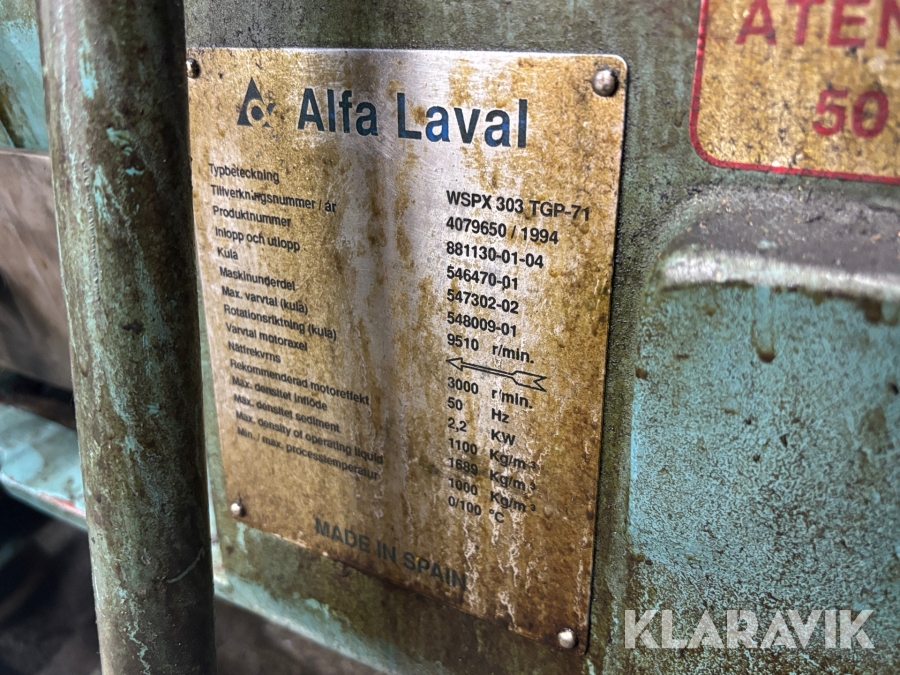 Alfa Laval
Typbeteckning WSPX 303 TGP-71
Tillverkningsnummer / år 4079650 / 1994
Produktnummer 881130-01-04
Inlopp och utlopp 546470-01
Kula 547302-02
Maskinunderdel 548009-01
Max. varvtal (kula) 9510 r/min.
Rotationsriktning (kula)
Varvtal motoraxel 3000 r/min.
Nätfrekvrns 50 Hz
Rekommenderad motoreffekt 2,2 KW
Max. densitet inflöde 1100 Kg/m³
Max. densitet sediment 1689 Kg/m³
Max. density of operating liquid 1000 Kg/m³
Min. / max. processtemperatur 0/100 °C
MADE IN SPAIN
ATEN
50
KLARAVIK